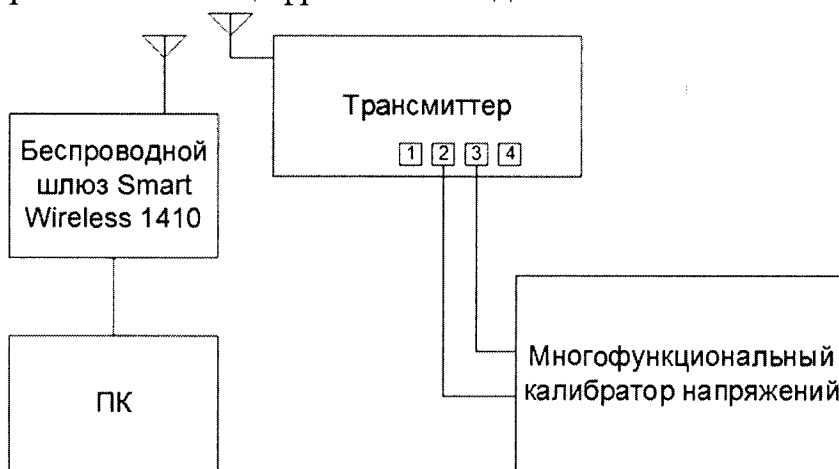 Трансмиттер
1 2 3 4
Беспроводной
шлюз Smart
Wireless 1410
ПК
Многофункциональный
калибратор напряжений